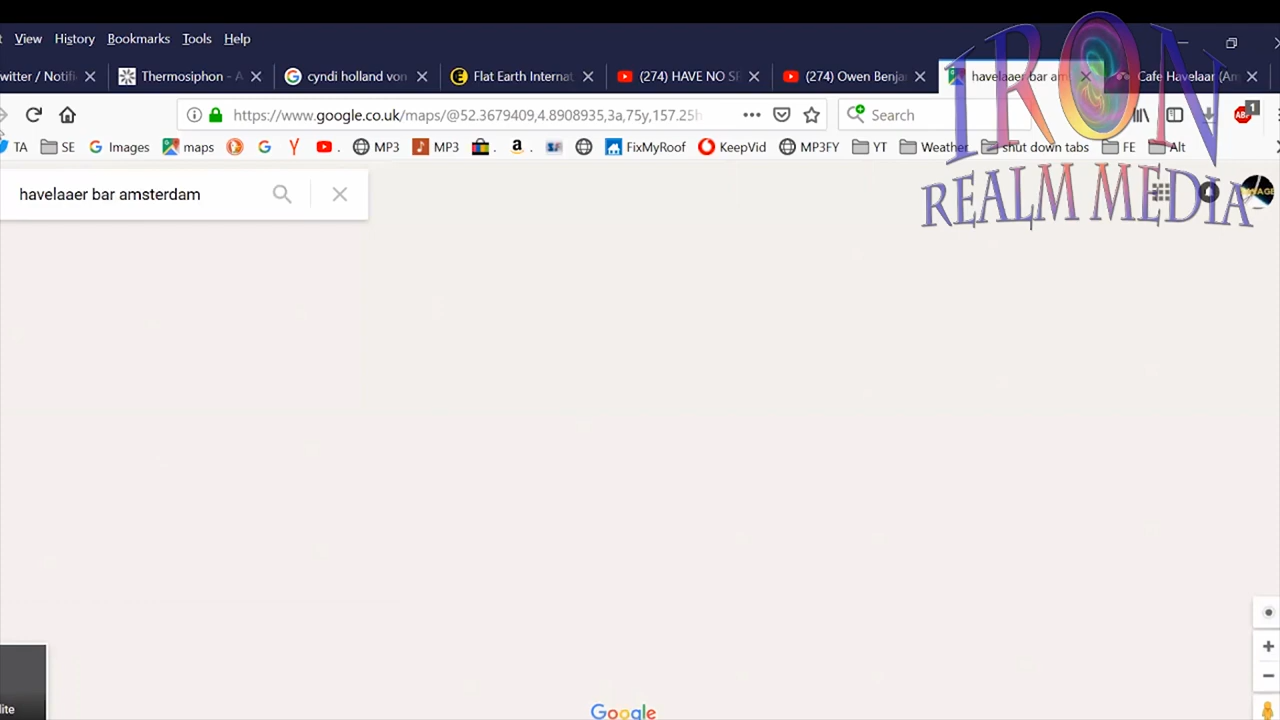 View History Bookmarks Tools Help
witter / Notifi Thermosiphon - A cyndi holland von Flat Earth Internat (274) HAVE NO SP (274) Owen Benja havelaaer bar am Cafe Havelaar (Am
https://www.google.co.uk/maps/@52.3679409,4.8908935,3a,75y,157.25h Search 1
TA SE Images maps G MP3 MP3 . . FixMyRoof KeepVid MP3FY YT Weather shut down tabs FE Alt
IRON
REALM MEDIA
havelaaer bar amsterdam
lite
Google